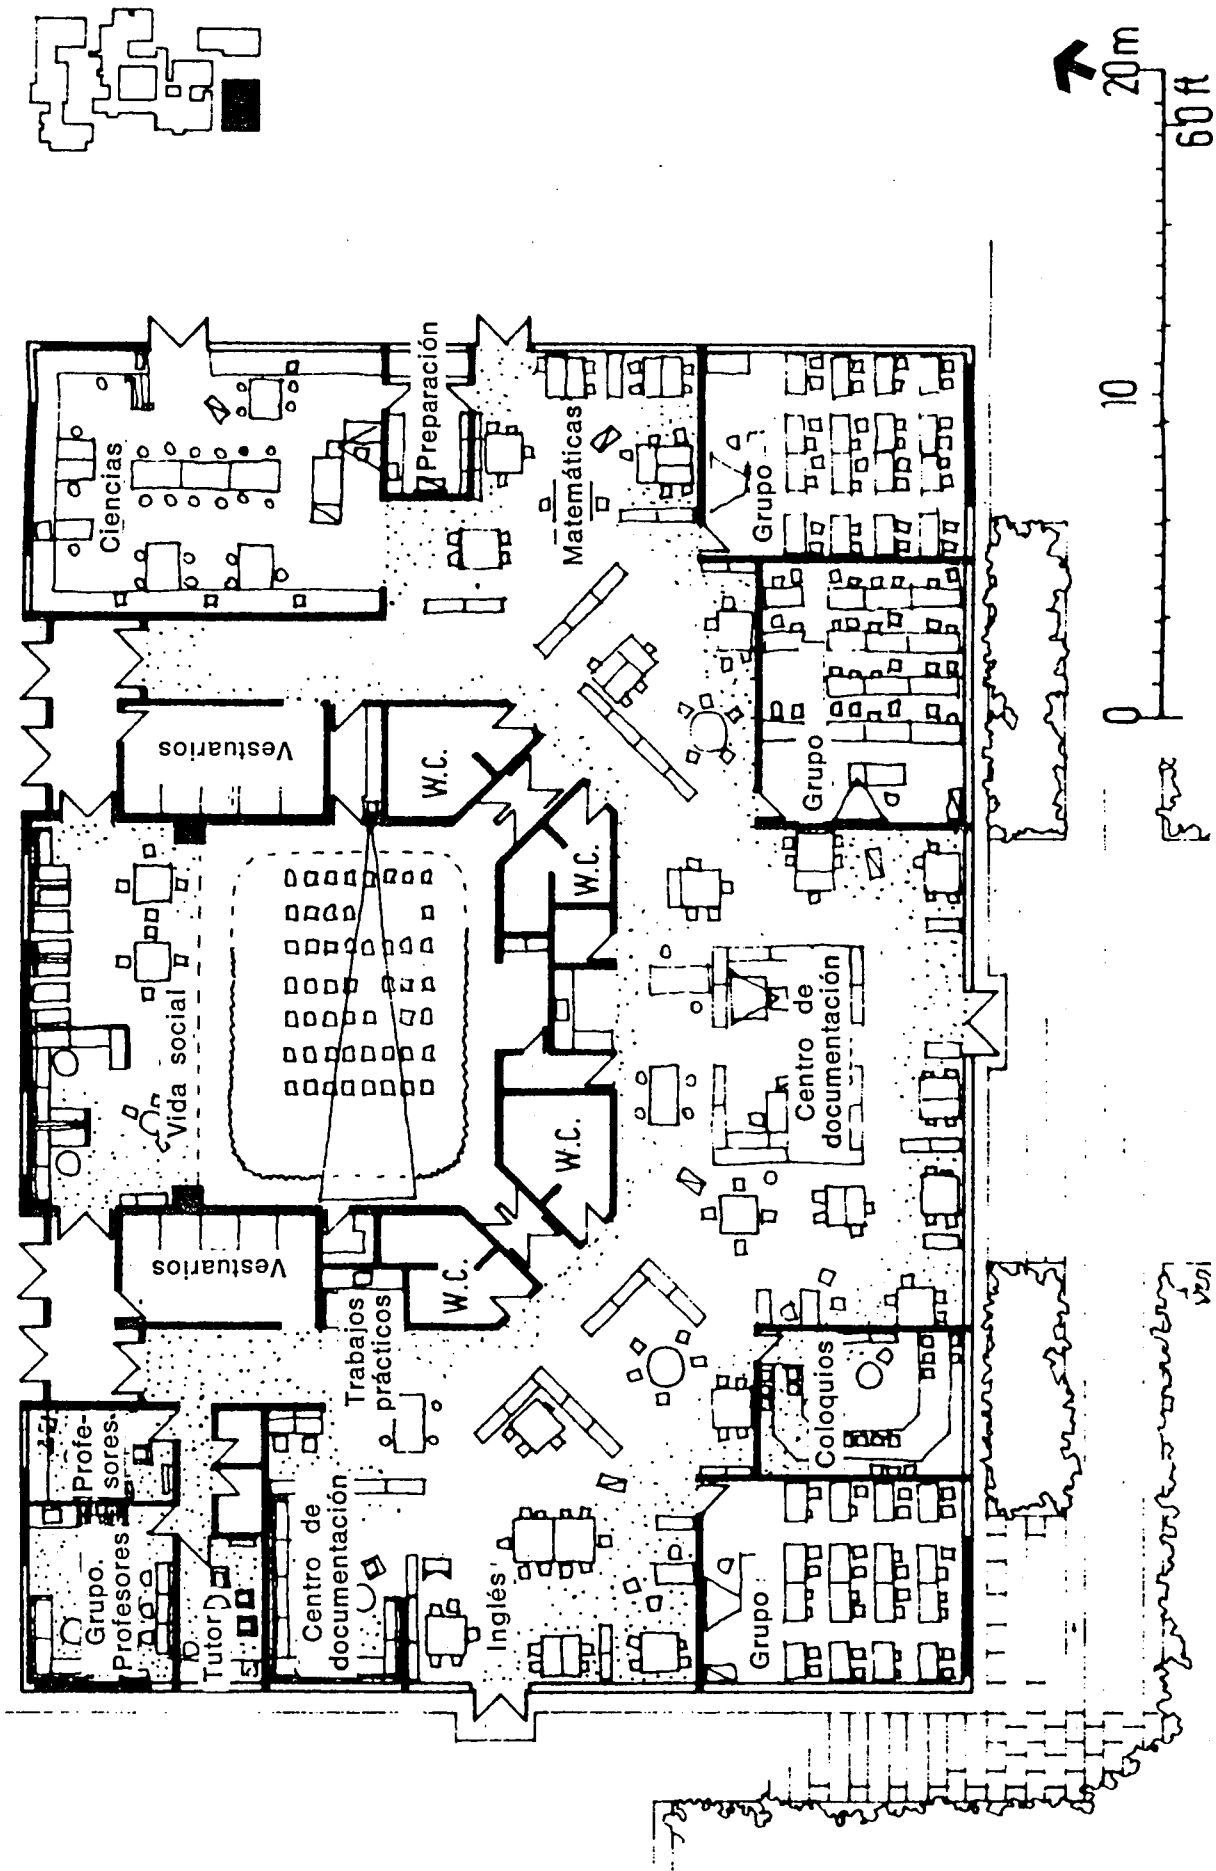 Grupo.
Profesores
Profe-
sores
Vestuarios
Vida social
Vestuarios
Ciencias
Tutor
Centro de
documentación
Trabajos
prácticos
W.C.
W.C.
W.C.
W.C.
Preparación
Inglés
Matemáticas
Grupo
Coloquios
Centro de
documentación
Grupo
Grupo
0 10 20m
60 ft